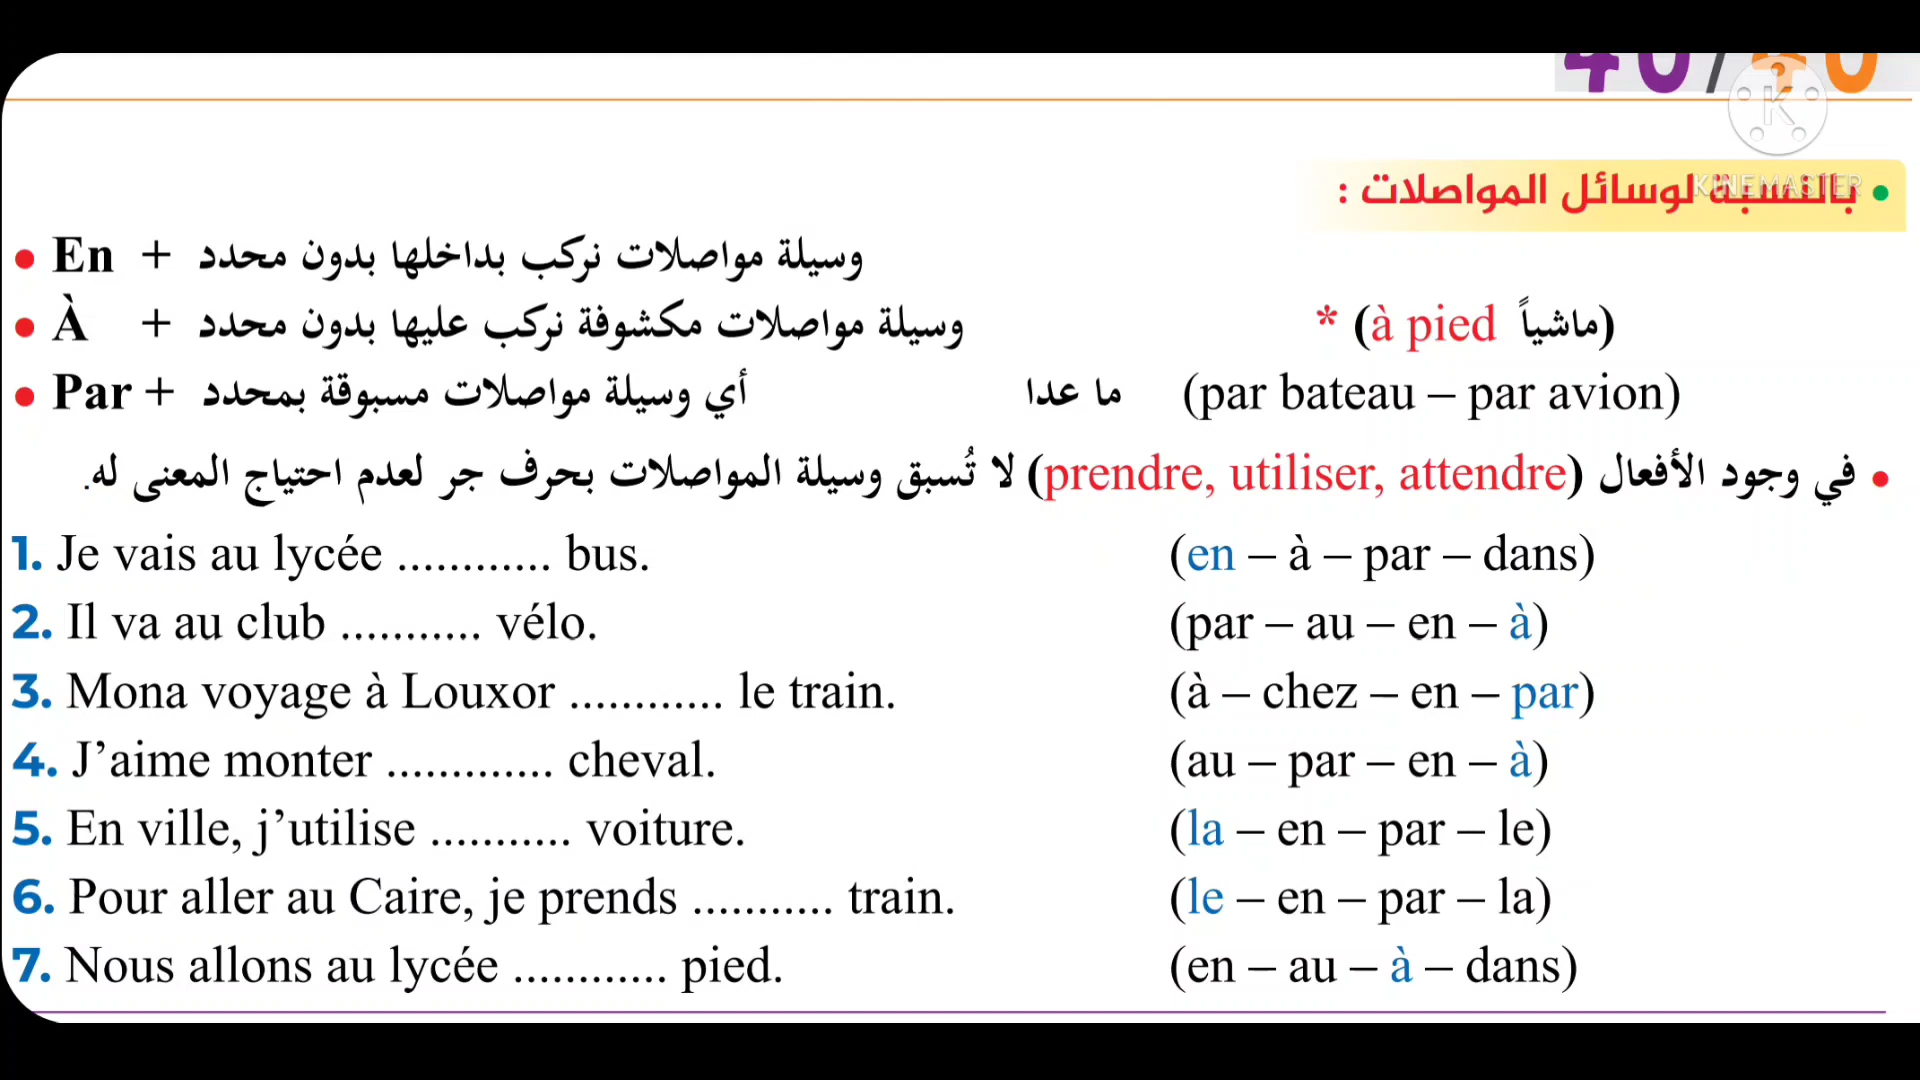 KINEMASTER
• بالنسبة لوسائل المواصلات :
• En + وسيلة مواصلات نركب بداخلها بدون محدد
• À + وسيلة مواصلات مكشوفة نركب عليها بدون محدد * (à pied ماشياً)
• Par + أي وسيلة مواصلات مسبوقة بمحدد ما عدا (par bateau – par avion)
• في وجود الأفعال (prendre, utiliser, attendre) لا تُسبق وسيلة المواصلات بحرف جر لعدم احتياج المعنى له.
1. Je vais au lycée ............ bus. (en – à – par – dans)
2. Il va au club ........... vélo. (par – au – en – à)
3. Mona voyage à Louxor ............ le train. (à – chez – en – par)
4. J’aime monter ............. cheval. (au – par – en – à)
5. En ville, j’utilise ........... voiture. (la – en – par – le)
6. Pour aller au Caire, je prends ........... train. (le – en – par – la)
7. Nous allons au lycée ............ pied. (en – au – à – dans)